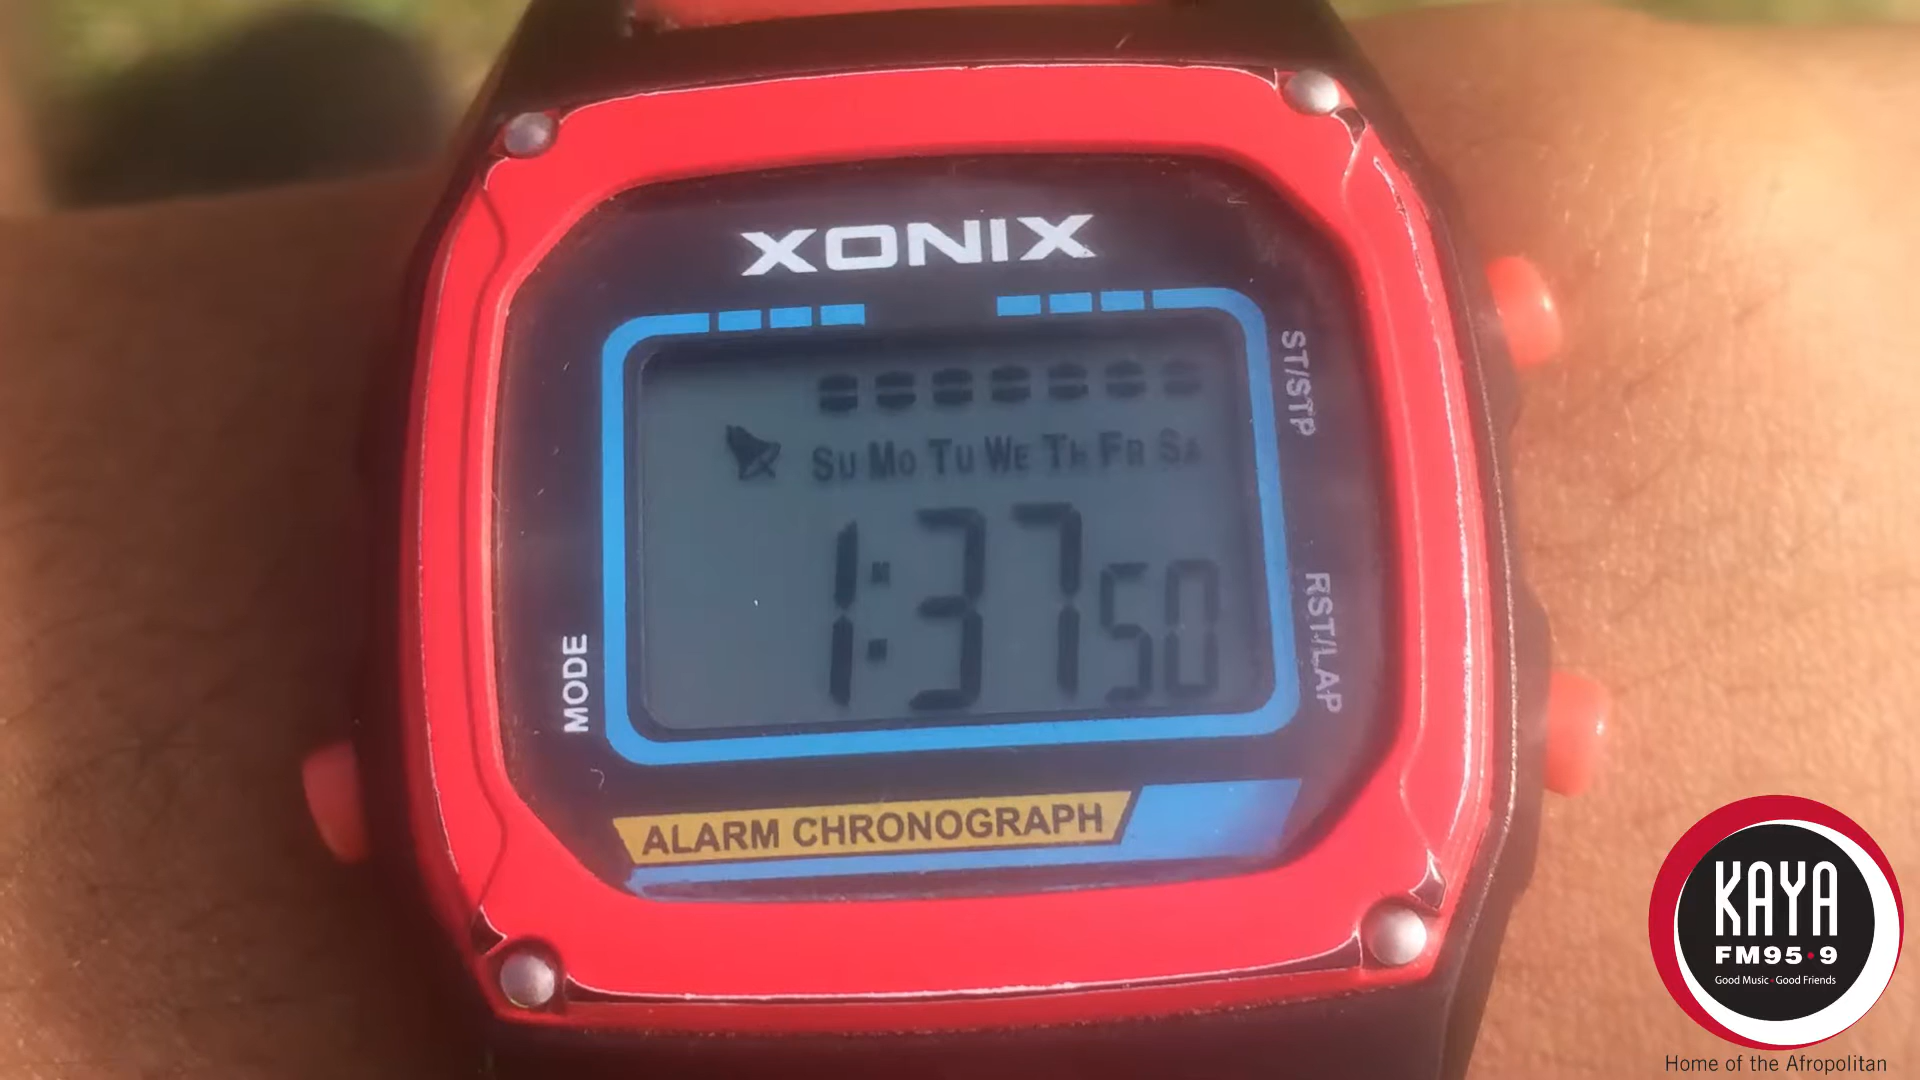 XONIX
ST/STP
SU MO TU WE TH FR SA
1:37 50
MODE
RST/LAP
ALARM CHRONOGRAPH
KAYA
FM95•9
Good Music•Good Friends
Home of the Afropolitan